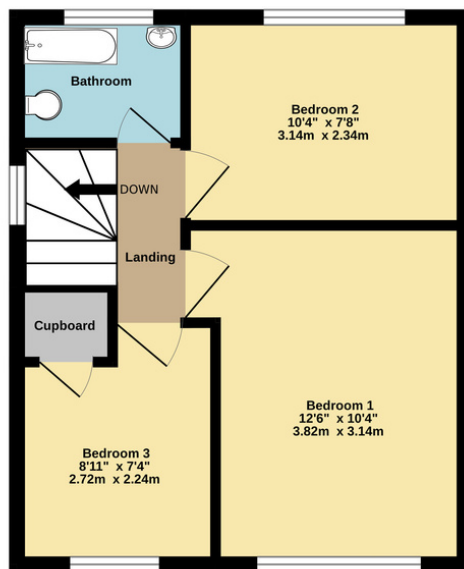 Bathroom
Bedroom 2
10'4" x 7'8"
3.14m x 2.34m
DOWN
Landing
Cupboard
Bedroom 1
12'6" x 10'4"
3.82m x 3.14m
Bedroom 3
8'11" x 7'4"
2.72m x 2.24m